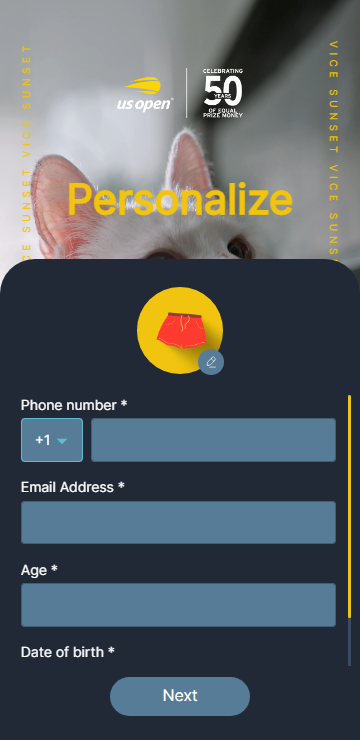 VICE SUNSET VICE SUNSET
CE SUNSET VICE SUNSET
us open
CELEBRATING
50
YEARS
OF EQUAL
PRIZE MONEY
Personalize
Phone number *
+1
Email Address *
Age *
Date of birth *
Next